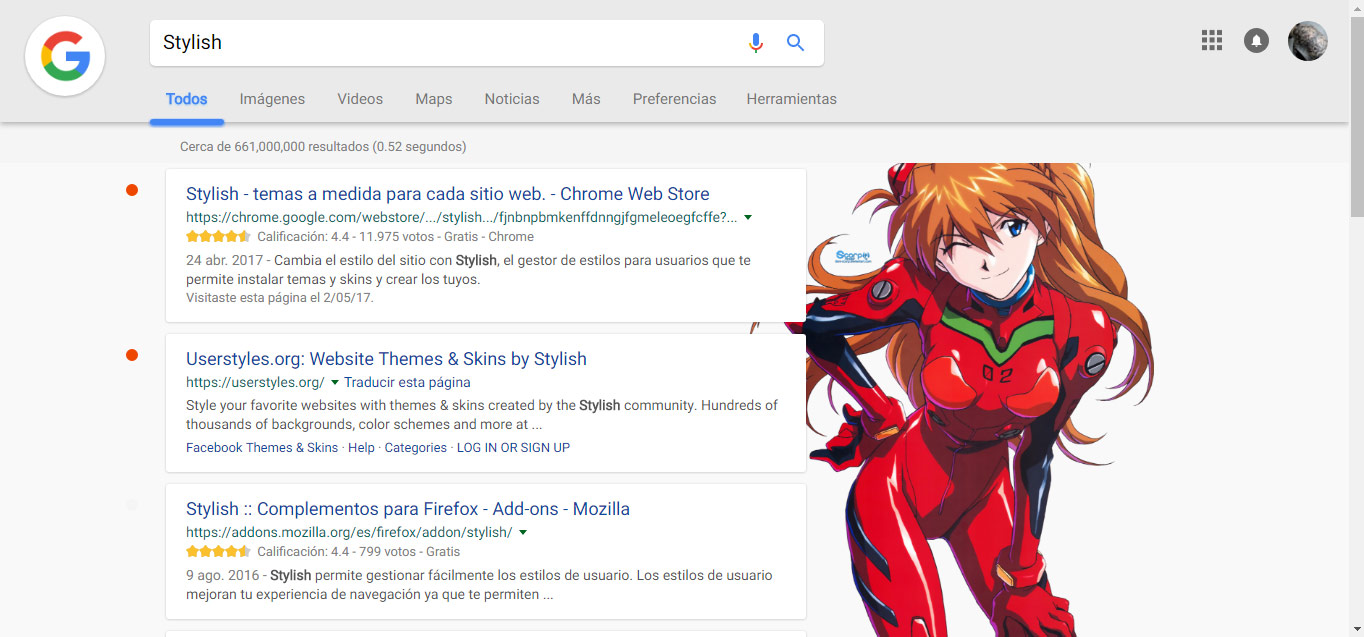 Stylish
Todos Imágenes Videos Maps Noticias Más Preferencias Herramientas
Cerca de 661,000,000 resultados (0.52 segundos)
Stylish - temas a medida para cada sitio web. - Chrome Web Store
https://chrome.google.com/webstore/.../stylish.../fjnbnpbmkenffdnngjfgmeleoegfcffe?...
Calificación: 4.4 - 11.975 votos - Gratis - Chrome
24 abr. 2017 - Cambia el estilo del sitio con Stylish, el gestor de estilos para usuarios que te
permite instalar temas y skins y crear los tuyos.
Visitaste esta página el 2/05/17.
Userstyles.org: Website Themes & Skins by Stylish
https://userstyles.org/ Traducir esta página
Style your favorite websites with themes & skins created by the Stylish community. Hundreds of
thousands of backgrounds, color schemes and more at ...
Facebook Themes & Skins · Help · Categories · LOG IN OR SIGN UP
Stylish :: Complementos para Firefox - Add-ons - Mozilla
https://addons.mozilla.org/es/firefox/addon/stylish/
Calificación: 4.4 - 799 votos - Gratis
9 ago. 2016 - Stylish permite gestionar fácilmente los estilos de usuario. Los estilos de usuario
mejoran tu experiencia de navegación ya que te permiten ...
02